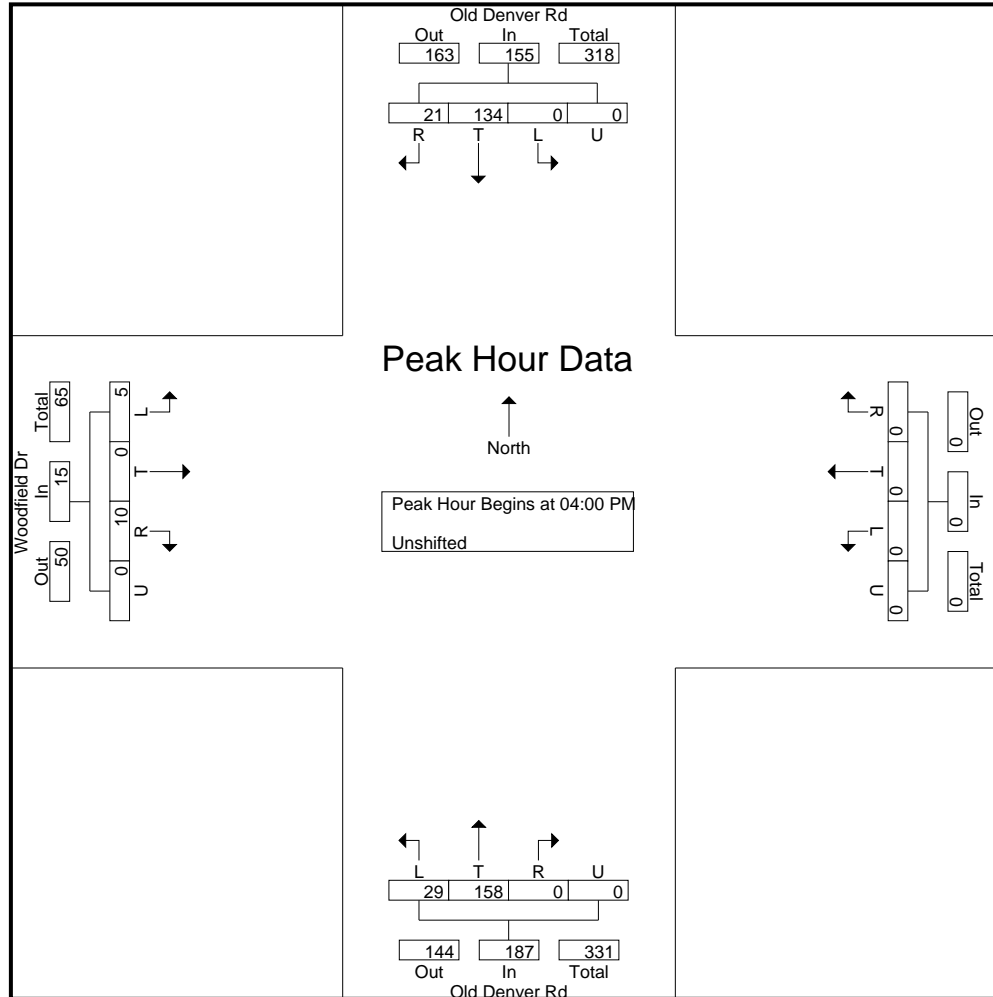 Old Denver Rd
Out In Total
163 155 318
21 134 0 0
R T L U
Peak Hour Data
North
Peak Hour Begins at 04:00 PM
Unshifted
Woodfield Dr
Out In Total
50 15 65
U R T L
0 10 0 5
R T L U
0 0 0 0
Out In Total
0 0 0
L T R U
29 158 0 0
144 187 331
Out In Total
Old Denver Rd